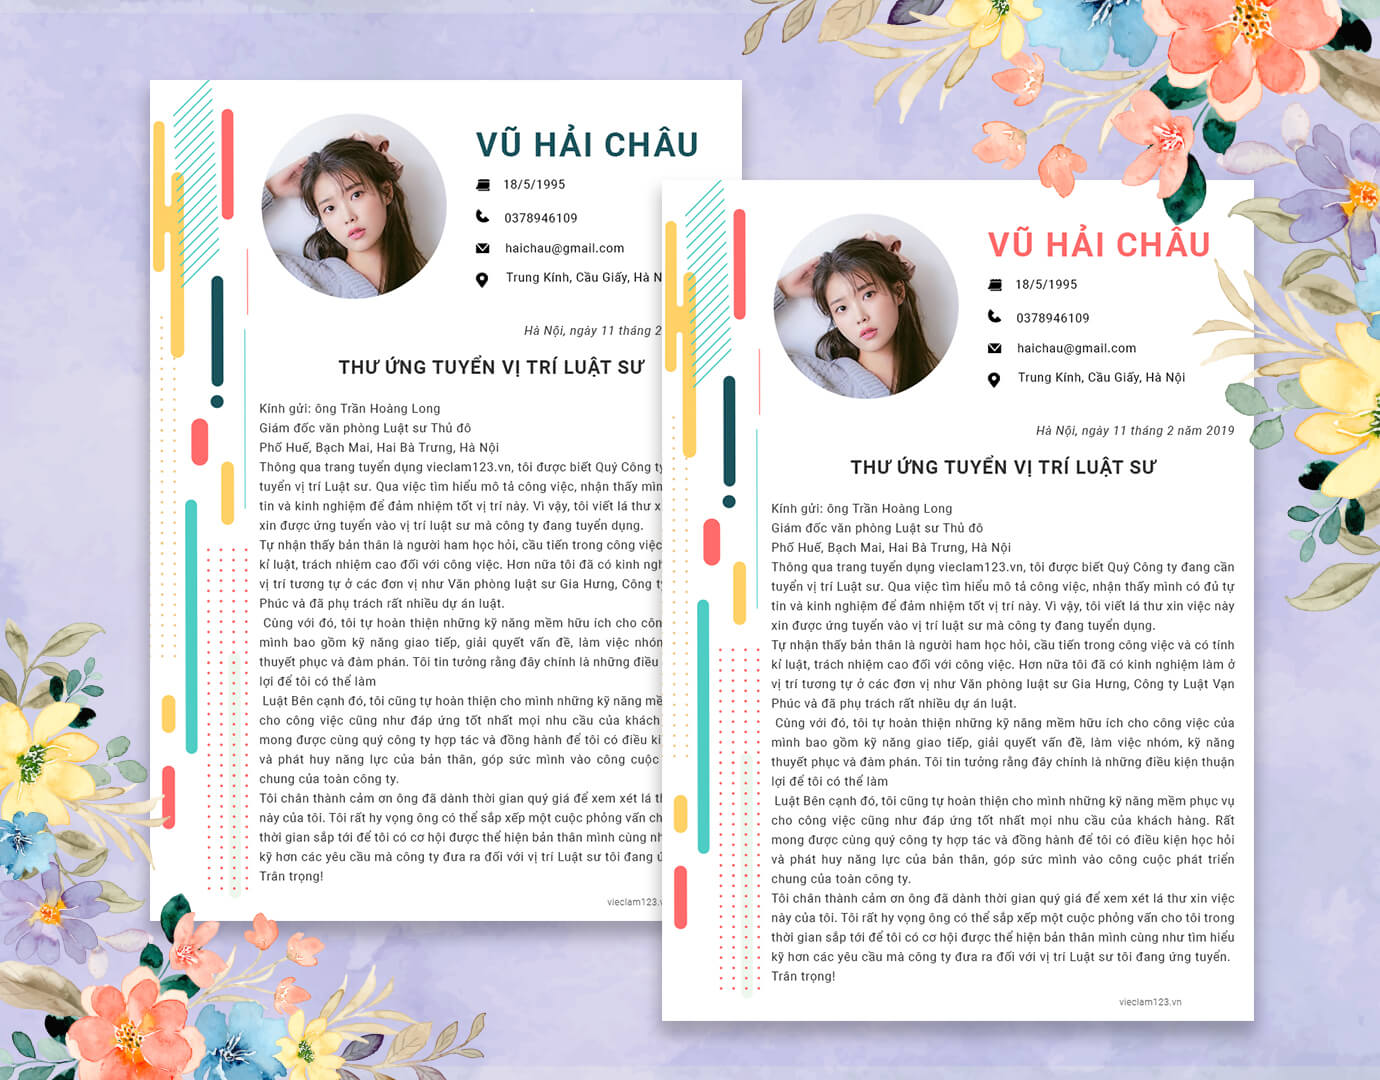 VŨ HẢI CHÂU
18/5/1995
0378946109
haichau@gmail.com
Trung Kính, Cầu Giấy, Hà N
Hà Nội, ngày 11 tháng 2
THƯ ỨNG TUYỂN VỊ TRÍ LUẬT SƯ
Kính gửi: ông Trần Hoàng Long
Giám đốc văn phòng Luật sư Thủ đô
Phố Huế, Bạch Mai, Hai Bà Trưng, Hà Nội
Thông qua trang tuyển dụng vieclam123.vn, tôi được biết Quý Công ty
tuyển vị trí Luật sư. Qua việc tìm hiểu mô tả công việc, nhận thấy mìn
tin và kinh nghiệm để đảm nhiệm tốt vị trí này. Vì vậy, tôi viết lá thư x
xin được ứng tuyển vào vị trí luật sư mà công ty đang tuyển dụng.
Tự nhận thấy bản thân là người ham học hỏi, cầu tiến trong công việc
kỉ luật, trách nhiệm cao đối với công việc. Hơn nữa tôi đã có kinh ngh
vị trí tương tự ở các đơn vị như Văn phòng luật sư Gia Hưng, Công t
Phúc và đã phụ trách rất nhiều dự án luật.
Cùng với đó, tôi tự hoàn thiện những kỹ năng mềm hữu ích cho côn
mình bao gồm kỹ năng giao tiếp, giải quyết vấn đề, làm việc nhón
thuyết phục và đàm phán. Tôi tin tưởng rằng đây chính là những điều
lợi để tôi có thể làm
Luật Bên cạnh đó, tôi cũng tự hoàn thiện cho mình những kỹ năng mề
cho công việc cũng như đáp ứng tốt nhất mọi nhu cầu của khách
mong được cùng quý công ty hợp tác và đồng hành để tôi có điều ki
và phát huy năng lực của bản thân, góp sức mình vào công cuộc
chung của toàn công ty.
Tôi chân thành cảm ơn ông đã dành thời gian quý giá để xem xét lá th
này của tôi. Tôi rất hy vọng ông có thể sắp xếp một cuộc phỏng vấn ch
thời gian sắp tới để tôi có cơ hội được thể hiện bản thân mình cùng nh
kỹ hơn các yêu cầu mà công ty đưa ra đối với vị trí Luật sư tôi đang ứ
Trân trọng!
vieclam123.v
VŨ HẢI CHÂU
18/5/1995
0378946109
haichau@gmail.com
Trung Kính, Cầu Giấy, Hà Nội
Hà Nội, ngày 11 tháng 2 năm 2019
THƯ ỨNG TUYỂN VỊ TRÍ LUẬT SƯ
Kính gửi: ông Trần Hoàng Long
Giám đốc văn phòng Luật sư Thủ đô
Phố Huế, Bạch Mai, Hai Bà Trưng, Hà Nội
Thông qua trang tuyển dụng vieclam123.vn, tôi được biết Quý Công ty đang cần
tuyển vị trí Luật sư. Qua việc tìm hiểu mô tả công việc, nhận thấy mình có đủ tự
tin và kinh nghiệm để đảm nhiệm tốt vị trí này. Vì vậy, tôi viết lá thư xin việc này
xin được ứng tuyển vào vị trí luật sư mà công ty đang tuyển dụng.
Tự nhận thấy bản thân là người ham học hỏi, cầu tiến trong công việc và có tính
kỉ luật, trách nhiệm cao đối với công việc. Hơn nữa tôi đã có kinh nghiệm làm ở
vị trí tương tự ở các đơn vị như Văn phòng luật sư Gia Hưng, Công ty Luật Vạn
Phúc và đã phụ trách rất nhiều dự án luật.
Cùng với đó, tôi tự hoàn thiện những kỹ năng mềm hữu ích cho công việc của
mình bao gồm kỹ năng giao tiếp, giải quyết vấn đề, làm việc nhóm, kỹ năng
thuyết phục và đàm phán. Tôi tin tưởng rằng đây chính là những điều kiện thuận
lợi để tôi có thể làm
Luật Bên cạnh đó, tôi cũng tự hoàn thiện cho mình những kỹ năng mềm phục vụ
cho công việc cũng như đáp ứng tốt nhất mọi nhu cầu của khách hàng. Rất
mong được cùng quý công ty hợp tác và đồng hành để tôi có điều kiện học hỏi
và phát huy năng lực của bản thân, góp sức mình vào công cuộc phát triển
chung của toàn công ty.
Tôi chân thành cảm ơn ông đã dành thời gian quý giá để xem xét lá thư xin việc
này của tôi. Tôi rất hy vọng ông có thể sắp xếp một cuộc phỏng vấn cho tôi trong
thời gian sắp tới để tôi có cơ hội được thể hiện bản thân mình cùng như tìm hiểu
kỹ hơn các yêu cầu mà công ty đưa ra đối với vị trí Luật sư tôi đang ứng tuyển.
Trân trọng!
vieclam123.vn